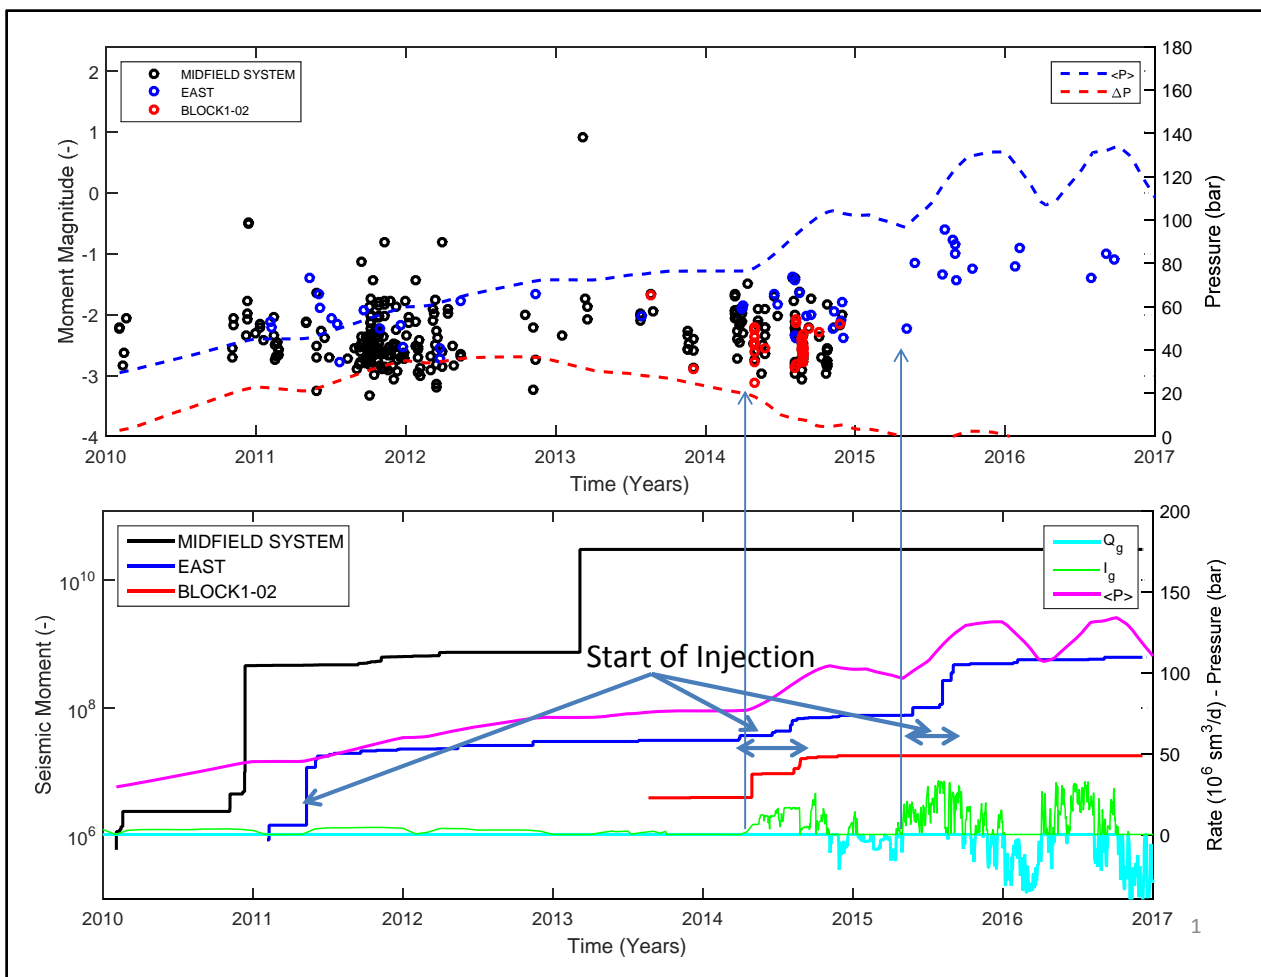 MIDFIELD SYSTEM
EAST
BLOCK1-02
<P>
ΔP
Moment Magnitude (-)
2
1
0
-1
-2
-3
-4
180
160
140
120
100
80
60
40
20
0
Pressure (bar)
2010 2011 2012 2013 2014 2015 2016 2017
Time (Years)
MIDFIELD SYSTEM
EAST
BLOCK1-02
Q_g
I_g
<P>
Start of Injection
Seismic Moment (-)
10^10
10^8
10^6
200
150
100
50
0
Rate (10^6 sm^3/d) - Pressure (bar)
2010 2011 2012 2013 2014 2015 2016 2017
Time (Years)
1